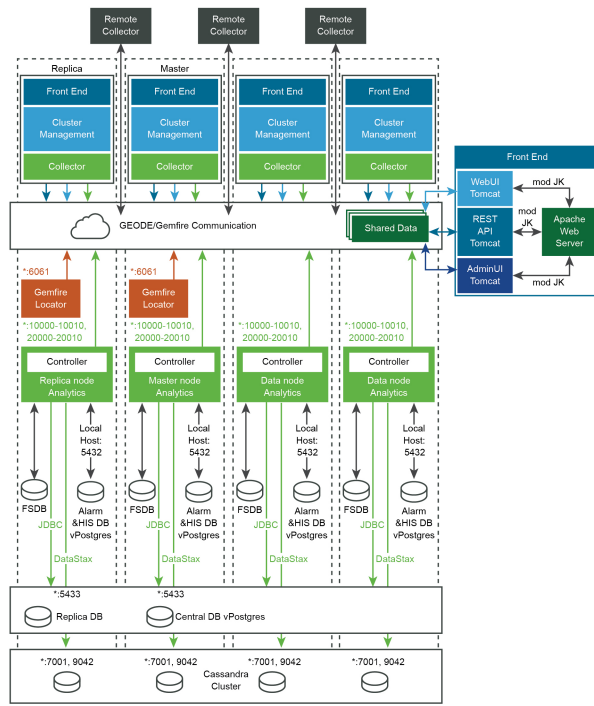 Remote
Collector
Remote
Collector
Remote
Collector
Replica
Master
Front End
Front End
Front End
Front End
Cluster
Management
Cluster
Management
Cluster
Management
Cluster
Management
Collector
Collector
Collector
Collector
GEODE/Gemfire Communication
Shared Data
Front End
WebUI
Tomcat
mod JK
REST
API
Tomcat
mod
JK
Apache
Web
Server
AdminUI
Tomcat
mod JK
*:6061
*:6061
Gemfire
Locator
Gemfire
Locator
*:10000-10010,
20000-20010
*:10000-10010,
20000-20010
*:10000-10010,
20000-20010
*:10000-10010,
20000-20010
Controller
Controller
Controller
Controller
Replica node
Analytics
Master node
Analytics
Data node
Analytics
Data node
Analytics
Local
Host:
5432
Local
Host:
5432
Local
Host:
5432
Local
Host:
5432
FSDB
Alarm
&HIS DB
vPostgres
FSDB
Alarm
&HIS DB
vPostgres
FSDB
Alarm
&HIS DB
vPostgres
FSDB
Alarm
&HIS DB
vPostgres
JDBC
JDBC
JDBC
JDBC
DataStax
DataStax
DataStax
DataStax
*:5433
*:5433
Replica DB
Central DB vPostgres
*:7001, 9042
*:7001, 9042
*:7001, 9042
*:7001, 9042
Cassandra
Cluster